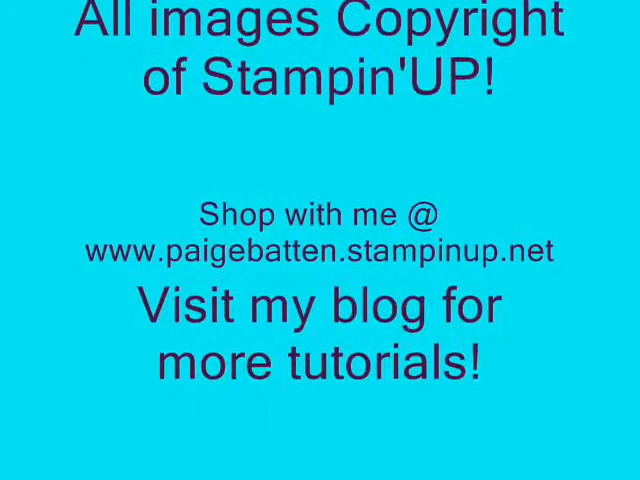 All images Copyright
of Stampin'UP!
Shop with me @
www.paigebatten.stampinup.net
Visit my blog for
more tutorials!